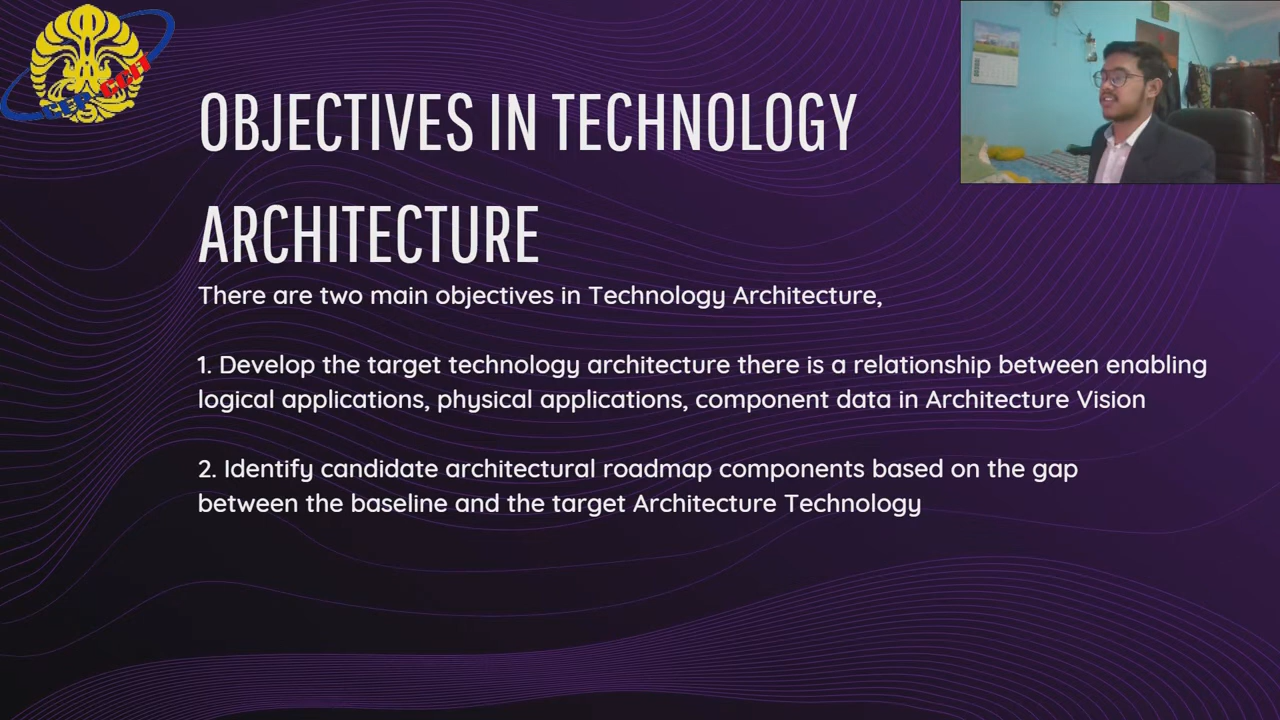 OBJECTIVES IN TECHNOLOGY
ARCHITECTURE
There are two main objectives in Technology Architecture,
1. Develop the target technology architecture there is a relationship between enabling
logical applications, physical applications, component data in Architecture Vision
2. Identify candidate architectural roadmap components based on the gap
between the baseline and the target Architecture Technology